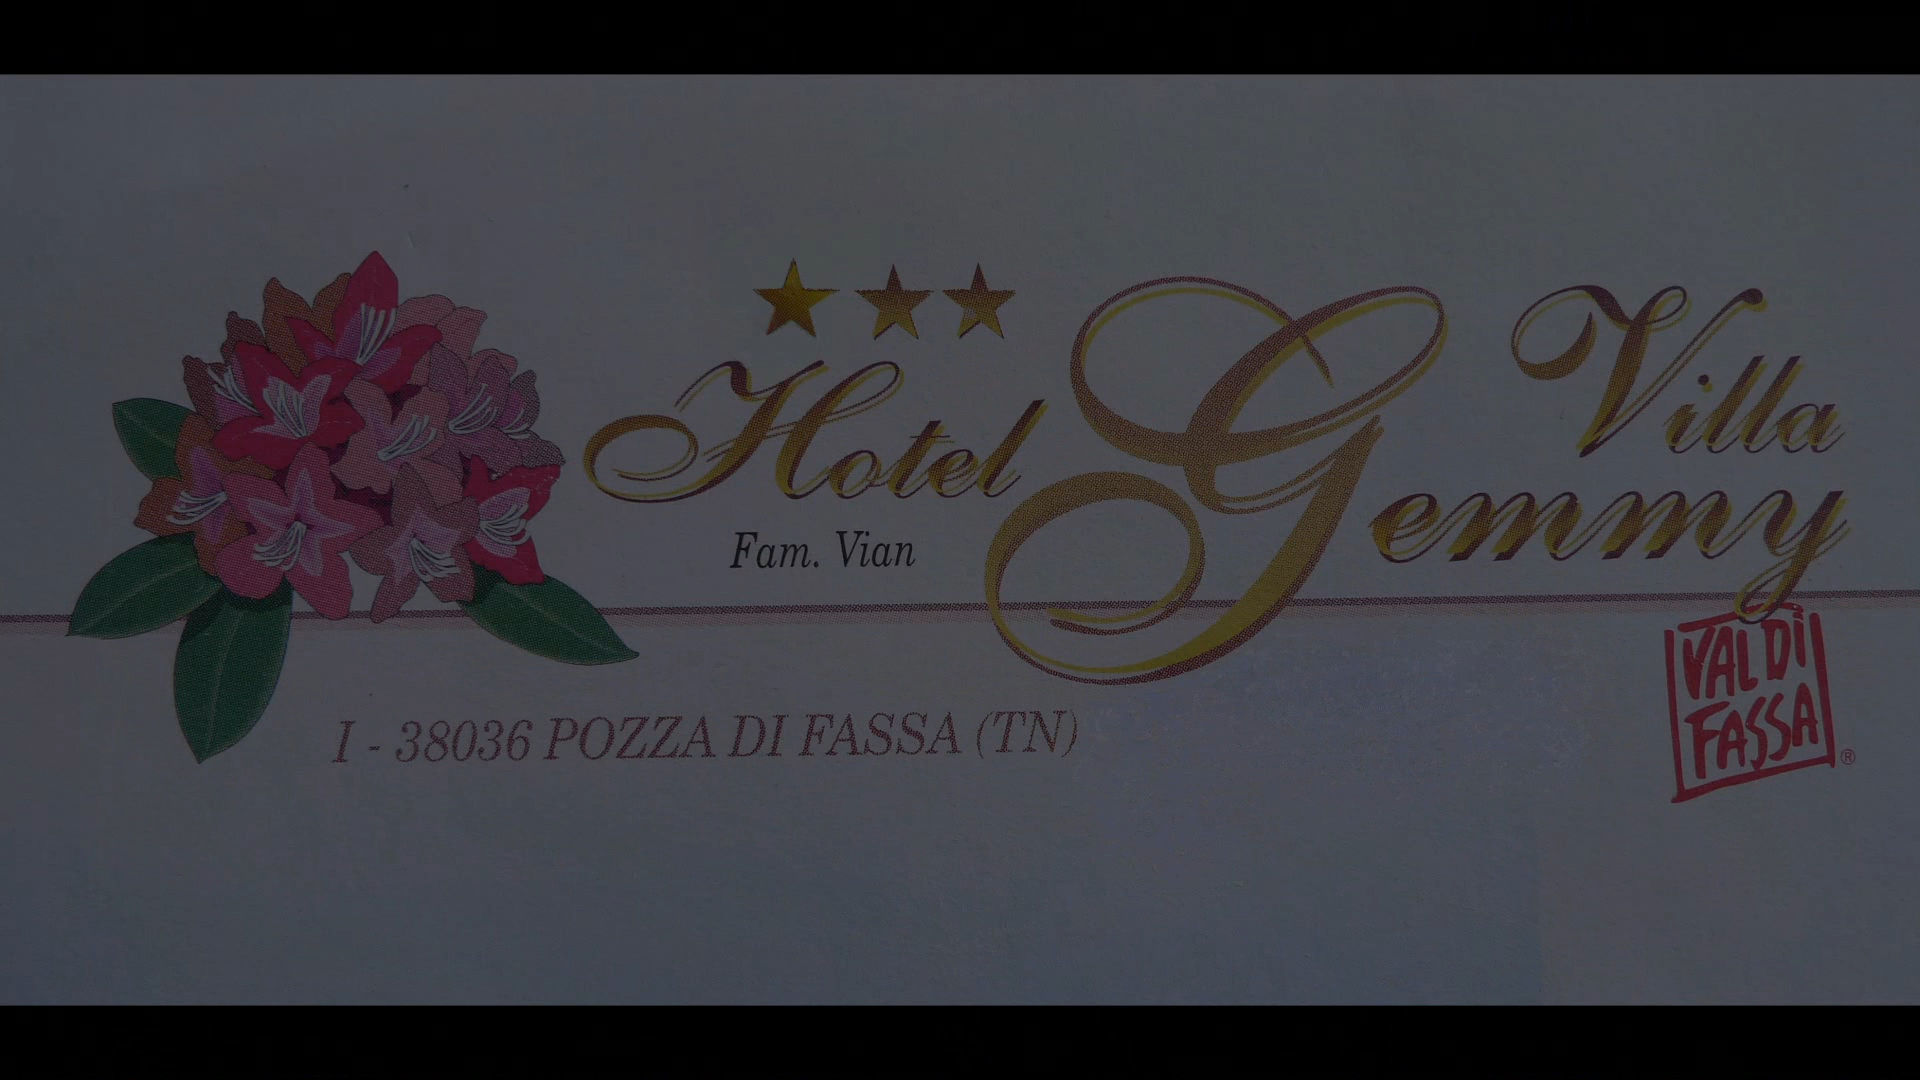 Hotel Villa
Gemmy
Fam. Vian
I - 38036 POZZA DI FASSA (TN)
VAL DI
FASSA
®